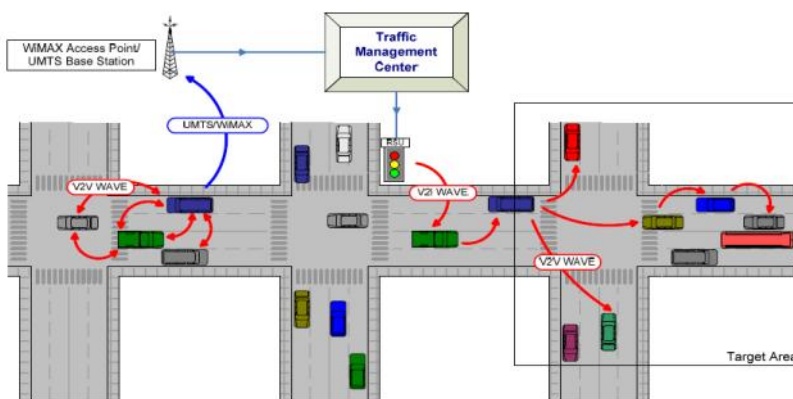 WiMAX Access Point/
UMTS Base Station
Traffic
Management
Center
UMTS/WiMAX
RSU
V2V WAVE
V2I WAVE
V2V WAVE
Target Area